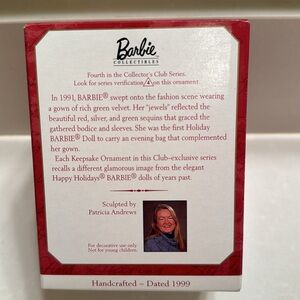 Barbie
COLLECTIBLES
Fourth in the Collector's Club Series.
Look for series verification 4 on this ornament.
In 1991, BARBIE® swept onto the fashion scene wearing
a gown of rich green velvet. Her "jewels" reflected the
beautiful red, silver, and green sequins that graced the
gathered bodice and sleeves. She was the first Holiday
BARBIE® Doll to carry an evening bag that complemented
her gown.
Each Keepsake Ornament in this Club-exclusive series
recalls a different glamorous image from the elegant
Happy Holidays® BARBIE® dolls of years past.
Sculpted by
Patricia Andrews
For decorative use only.
Not for young children.
Handcrafted – Dated 1999